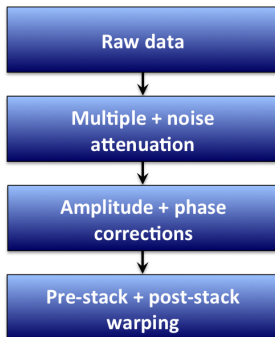 Raw data
Multiple + noise
attenuation
Amplitude + phase
corrections
Pre-stack + post-stack
warping